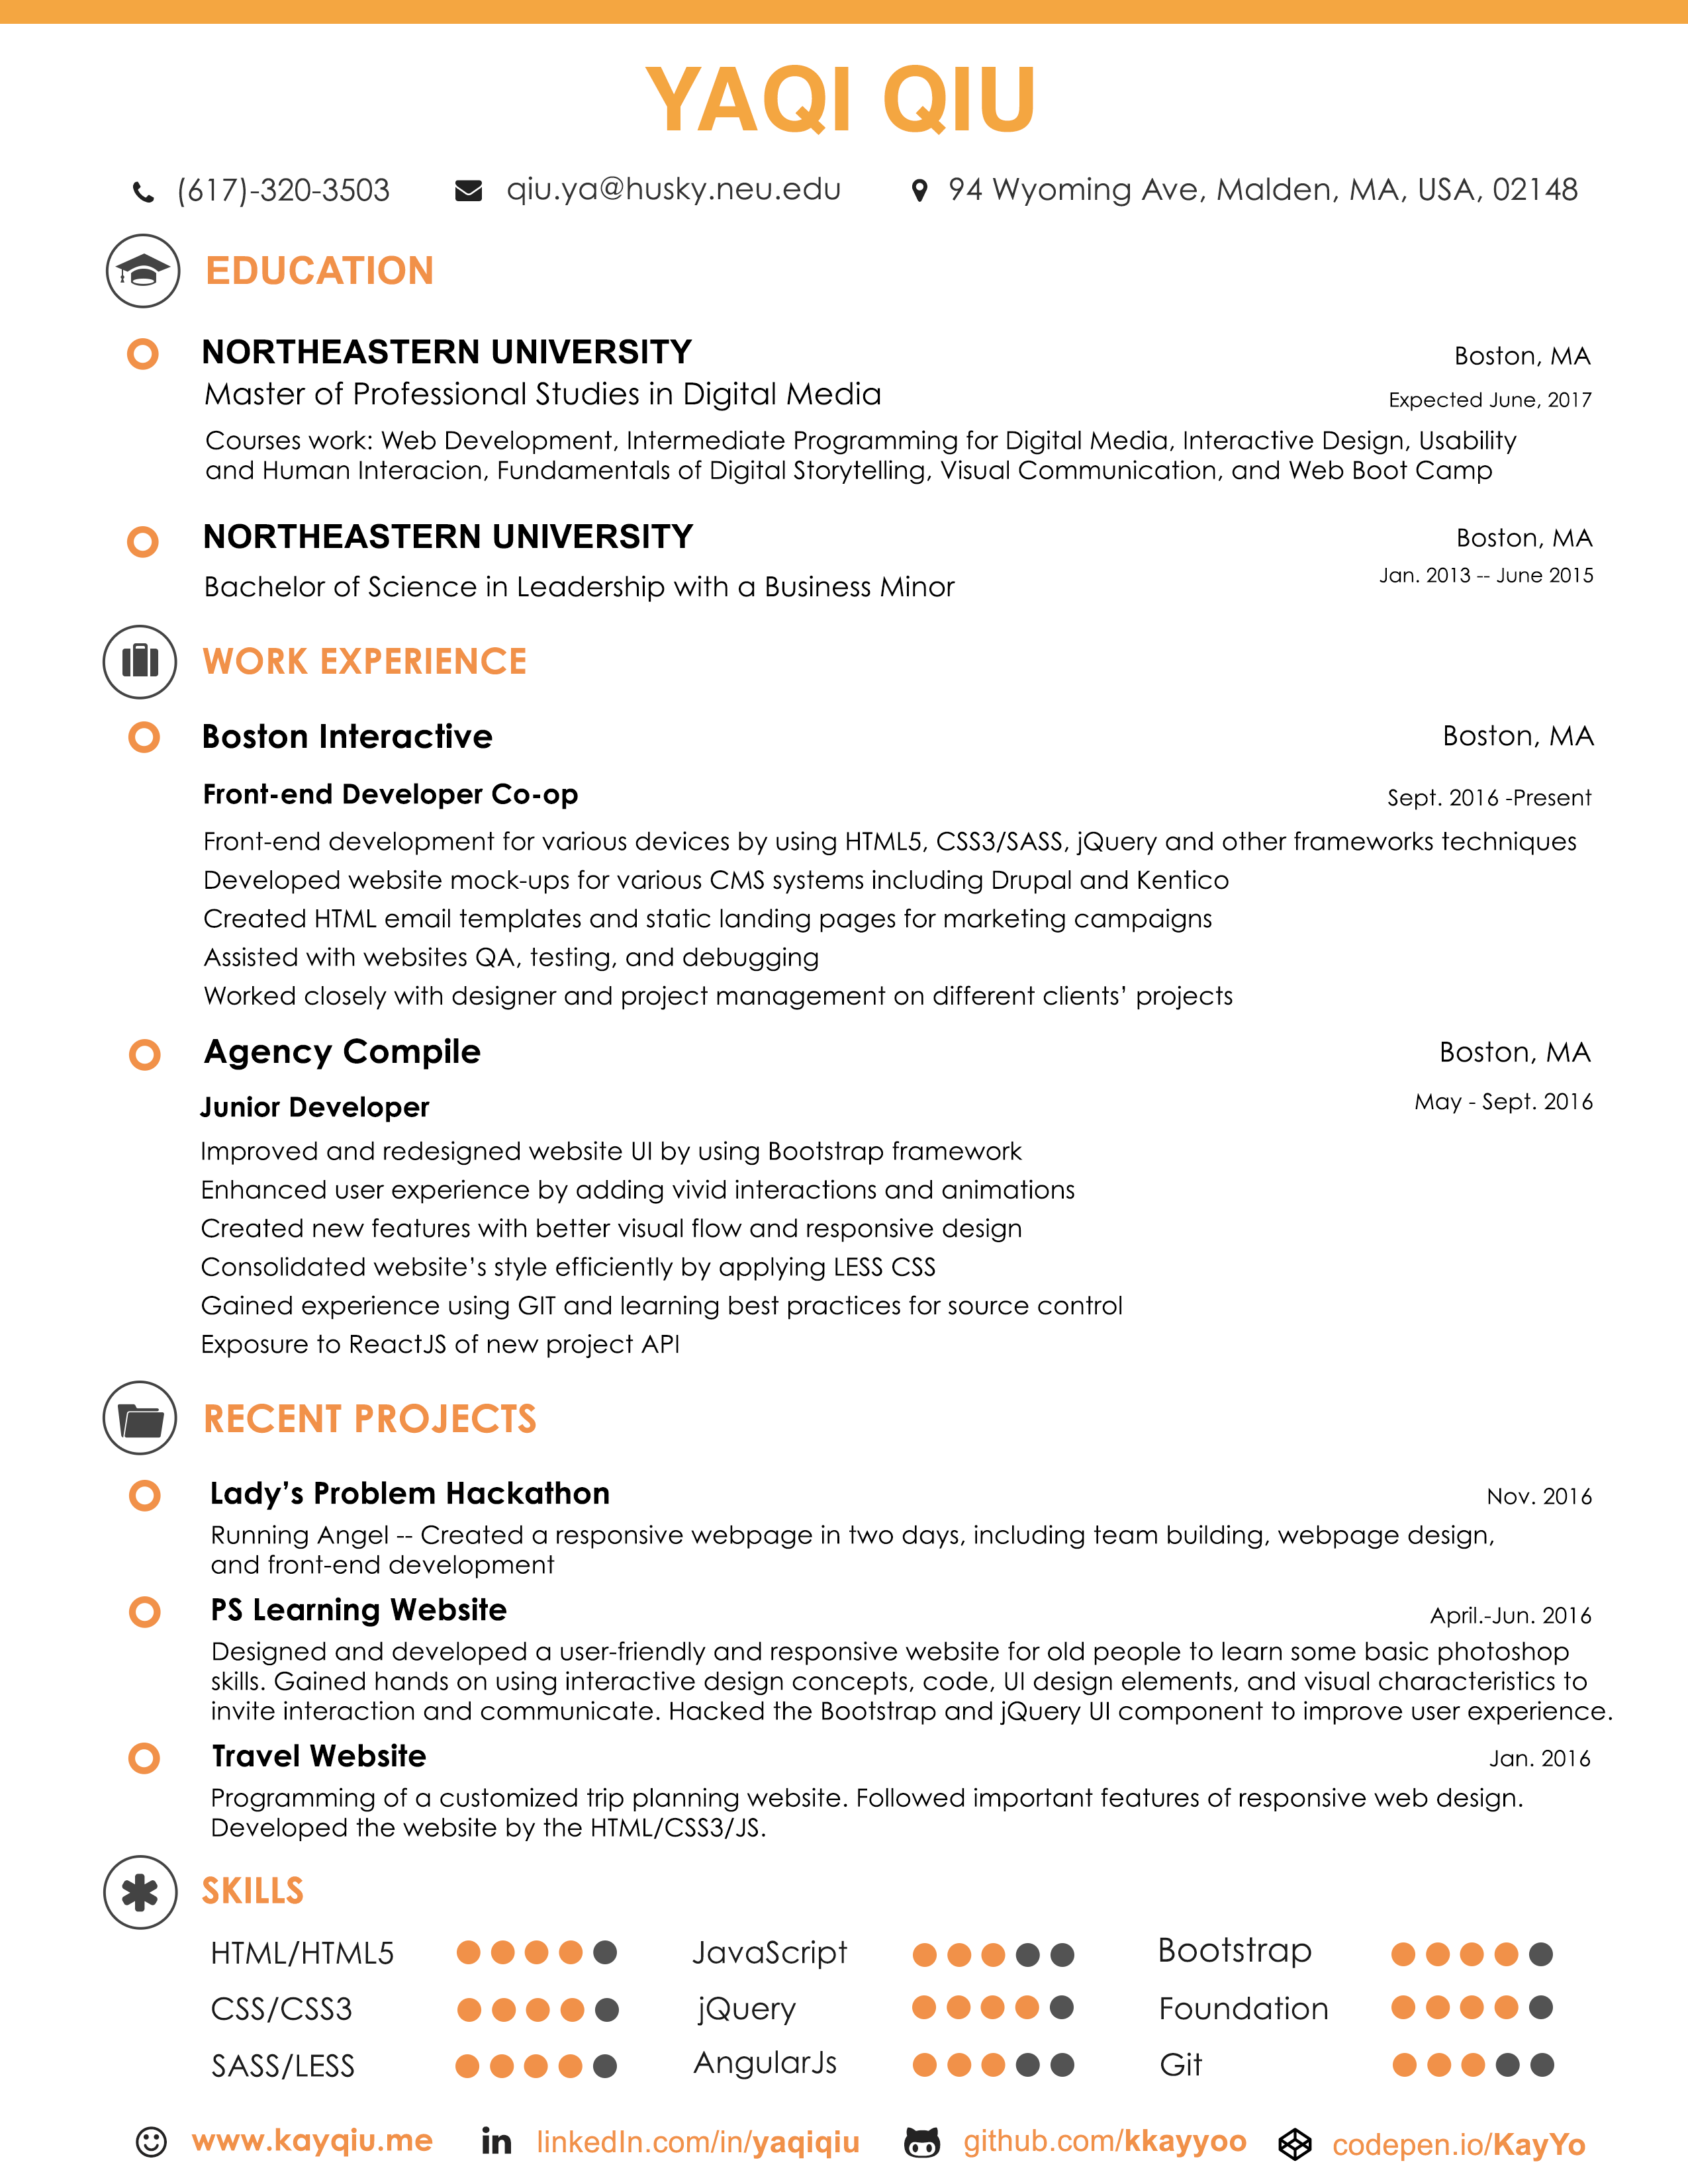 YAQI QIU
(617)-320-3503 qiu.ya@husky.neu.edu 94 Wyoming Ave, Malden, MA, USA, 02148
EDUCATION
NORTHEASTERN UNIVERSITY Boston, MA
Master of Professional Studies in Digital Media Expected June, 2017
Courses work: Web Development, Intermediate Programming for Digital Media, Interactive Design, Usability
and Human Interacion, Fundamentals of Digital Storytelling, Visual Communication, and Web Boot Camp
NORTHEASTERN UNIVERSITY Boston, MA
Bachelor of Science in Leadership with a Business Minor Jan. 2013 -- June 2015
WORK EXPERIENCE
Boston Interactive Boston, MA
Front-end Developer Co-op Sept. 2016 -Present
Front-end development for various devices by using HTML5, CSS3/SASS, jQuery and other frameworks techniques
Developed website mock-ups for various CMS systems including Drupal and Kentico
Created HTML email templates and static landing pages for marketing campaigns
Assisted with websites QA, testing, and debugging
Worked closely with designer and project management on different clients’ projects
Agency Compile Boston, MA
Junior Developer May - Sept. 2016
Improved and redesigned website UI by using Bootstrap framework
Enhanced user experience by adding vivid interactions and animations
Created new features with better visual flow and responsive design
Consolidated website’s style efficiently by applying LESS CSS
Gained experience using GIT and learning best practices for source control
Exposure to ReactJS of new project API
RECENT PROJECTS
Lady’s Problem Hackathon Nov. 2016
Running Angel -- Created a responsive webpage in two days, including team building, webpage design,
and front-end development
PS Learning Website April.-Jun. 2016
Designed and developed a user-friendly and responsive website for old people to learn some basic photoshop
skills. Gained hands on using interactive design concepts, code, UI design elements, and visual characteristics to
invite interaction and communicate. Hacked the Bootstrap and jQuery UI component to improve user experience.
Travel Website Jan. 2016
Programming of a customized trip planning website. Followed important features of responsive web design.
Developed the website by the HTML/CSS3/JS.
SKILLS
HTML/HTML5 JavaScript Bootstrap
CSS/CSS3 jQuery Foundation
SASS/LESS AngularJs Git
www.kayqiu.me in linkedIn.com/in/yaqiqiu github.com/kkayyoo codepen.io/KayYo